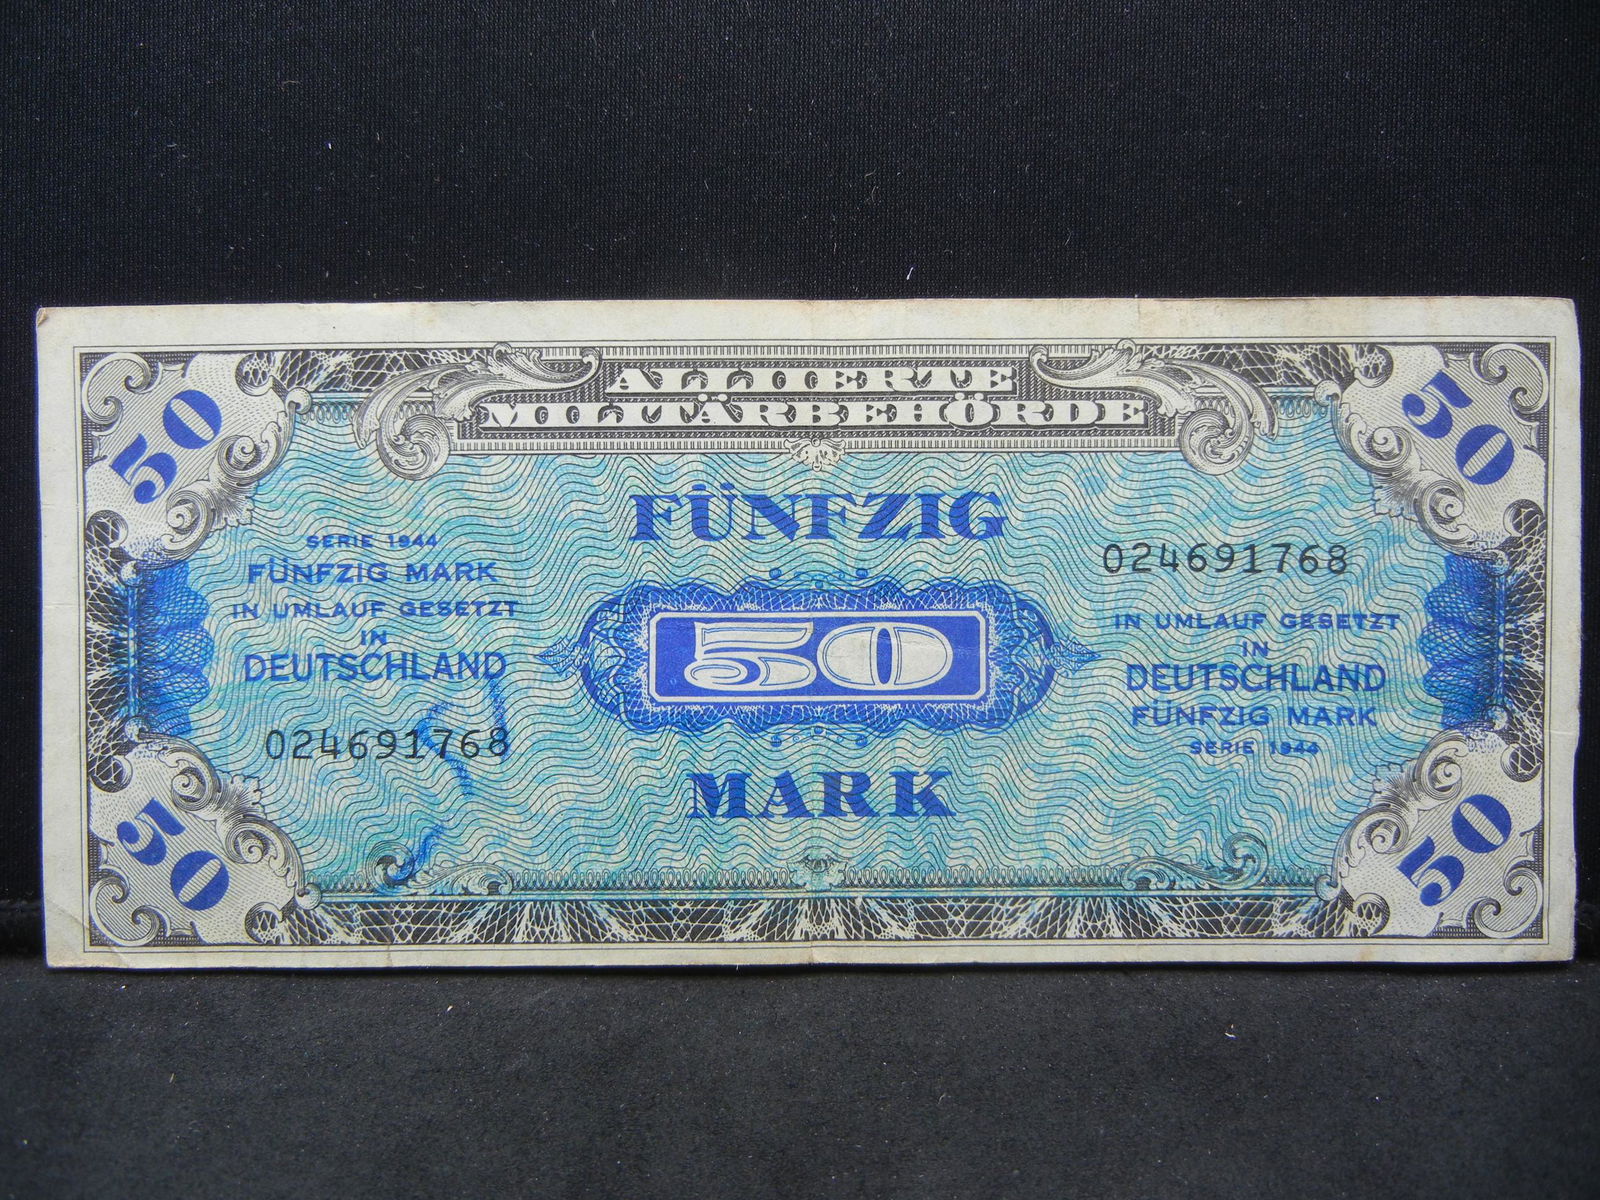 ALLIIERTE
MILITÄRBEHÖRDE
50
50
FÜNFZIG
SERIE 1944
FÜNFZIG MARK
IN UMLAUF GESETZT
IN
DEUTSCHLAND
024691768
50
024691768
IN UMLAUF GESETZT
IN
DEUTSCHLAND
FÜNFZIG MARK
SERIE 1944
MARK
50
50